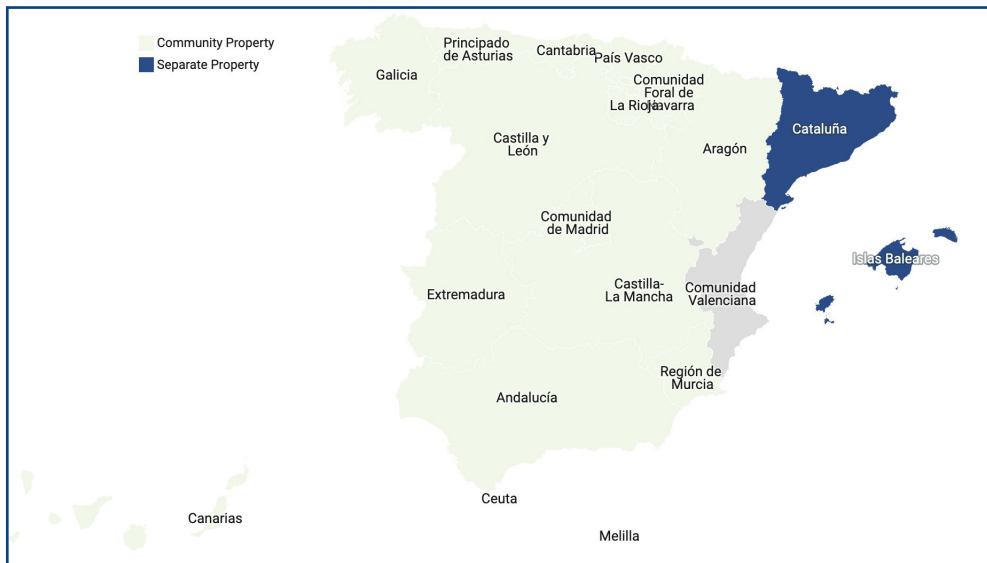 Community Property
Separate Property
Principado
de Asturias
Cantabria
País Vasco
Galicia
Comunidad
Foral de
Navarra
La Rioja
Cataluña
Castilla y
León
Aragón
Comunidad
de Madrid
Islas Baleares
Extremadura
Castilla-
La Mancha
Comunidad
Valenciana
Región de
Murcia
Andalucía
Ceuta
Canarias
Melilla